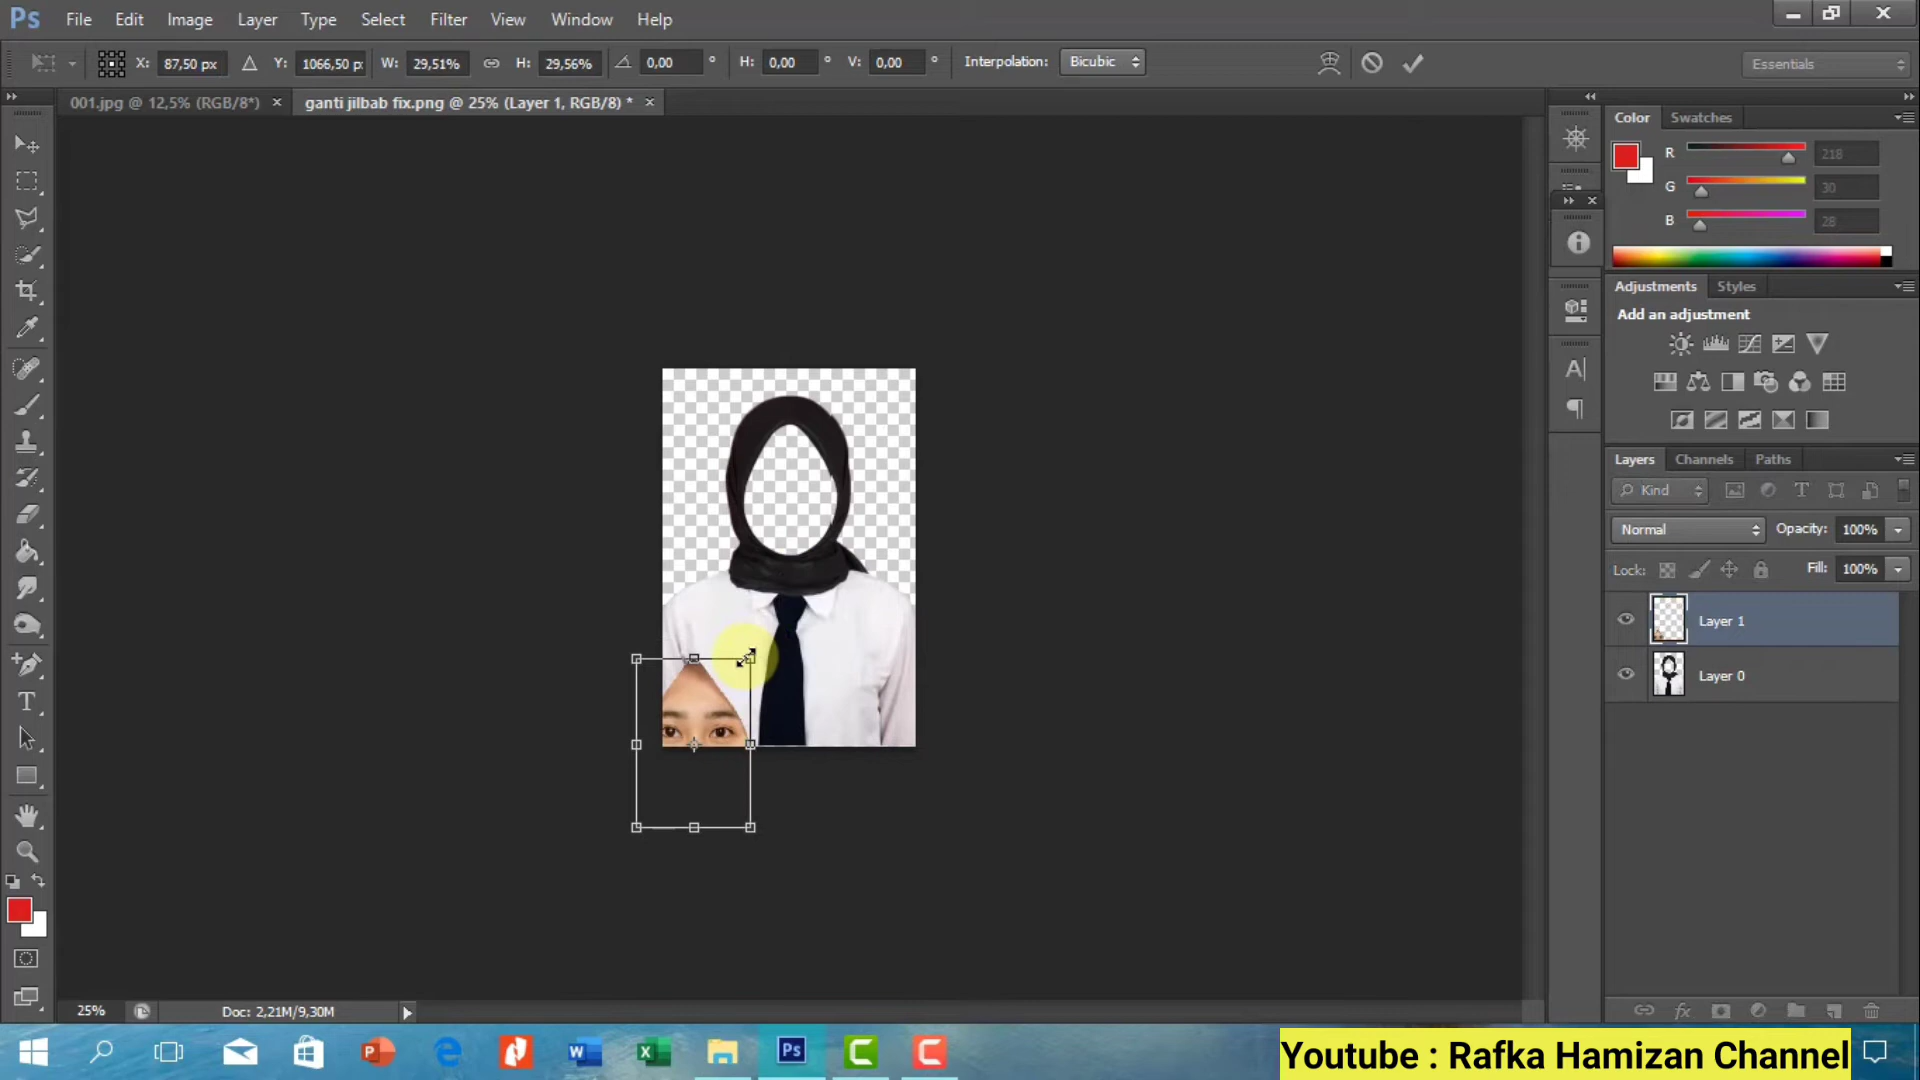 Ps File Edit Image Layer Type Select Filter View Window Help
X: 87,50 px Y: 1066,50 p W: 29,51% H: 29,56% 0,00 ° H: 0,00 ° V: 0,00 ° Interpolation: Bicubic Essentials
001.jpg @ 12,5% (RGB/8*) × ganti jilbab fix.png @ 25% (Layer 1, RGB/8) * ×
Color Swatches
R 218
G 30
B 28
Adjustments Styles
Add an adjustment
Layers Channels Paths
Kind
Normal Opacity: 100%
Lock: Fill: 100%
Layer 1
Layer 0
25% Doc: 2,21M/9,30M
Youtube : Rafka Hamizan Channel